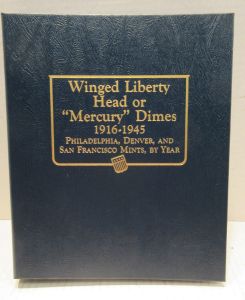 Winged Liberty
Head or
"Mercury" Dimes
1916-1945
Philadelphia, Denver, and
San Francisco Mints, by Year